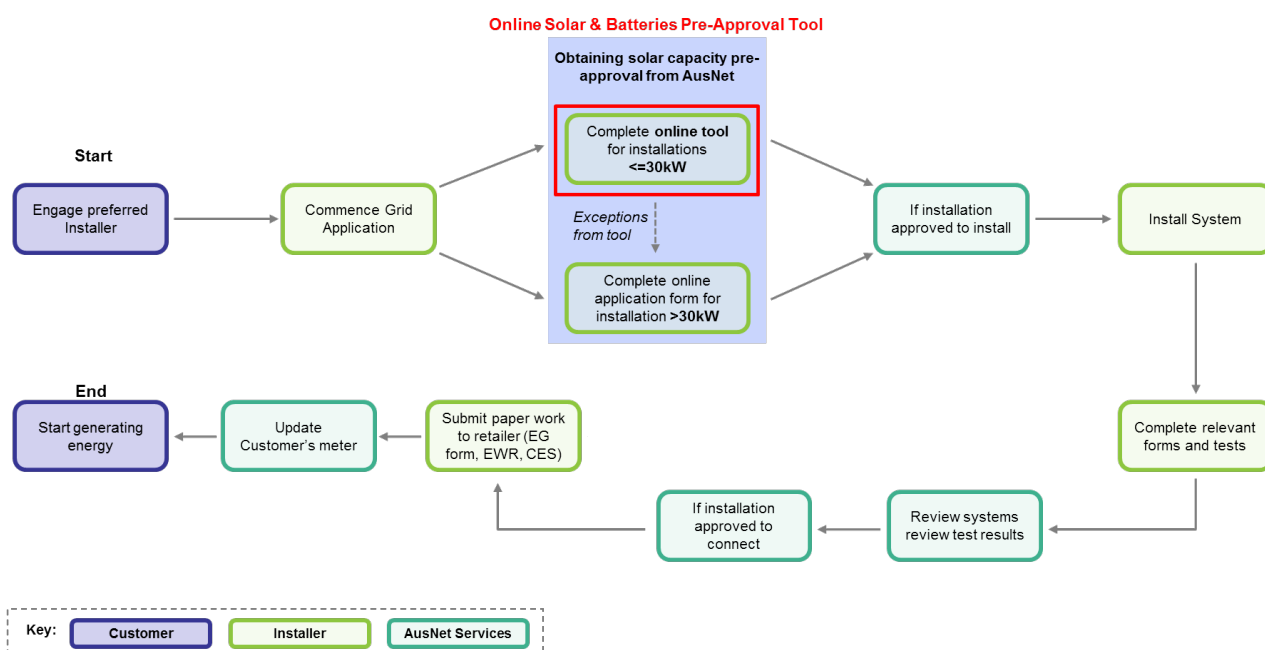 Online Solar & Batteries Pre-Approval Tool
Obtaining solar capacity pre-
approval from AusNet
Complete online tool
for installations
<=30kW
Start
Engage preferred
Installer
Commence Grid
Application
Exceptions
from tool
If installation
approved to install
Install System
Complete online
application form for
installation >30kW
End
Start generating
energy
Update
Customer's meter
Submit paper work
to retailer (EG
form, EWR, CES)
Complete relevant
forms and tests
If installation
approved to
connect
Review systems
review test results
Key:
Customer
Installer
AusNet Services